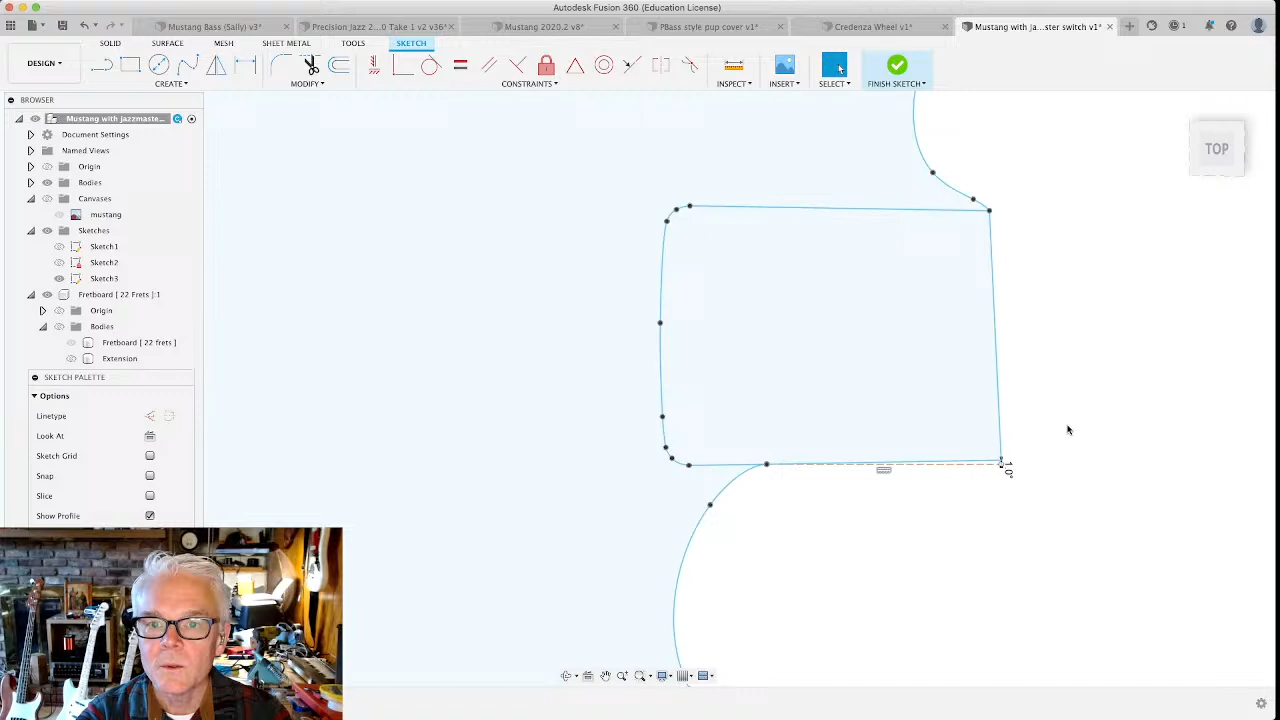 Autodesk Fusion 360 (Education License)
Mustang Bass (Sally) v3*
Precision Jazz 2....0 Take 1 v2 v36*
Mustang 2020.2 v8*
PBass style pup cover v1*
Credenza Wheel v1*
Mustang with ja...ster switch v1*
1
SOLID SURFACE MESH SHEET METAL TOOLS SKETCH
DESIGN
CREATE MODIFY CONSTRAINTS INSPECT INSERT SELECT FINISH SKETCH
BROWSER
Mustang with jazzmaste...
Document Settings
Named Views
Origin
Bodies
Canvases
mustang
Sketches
Sketch1
Sketch2
Sketch3
Fretboard [ 22 Frets ]:1
Origin
Bodies
Fretboard [ 22 frets ]
Extension
SKETCH PALETTE
Options
Linetype
Look At
Sketch Grid
Snap
Slice
Show Profile
TOP